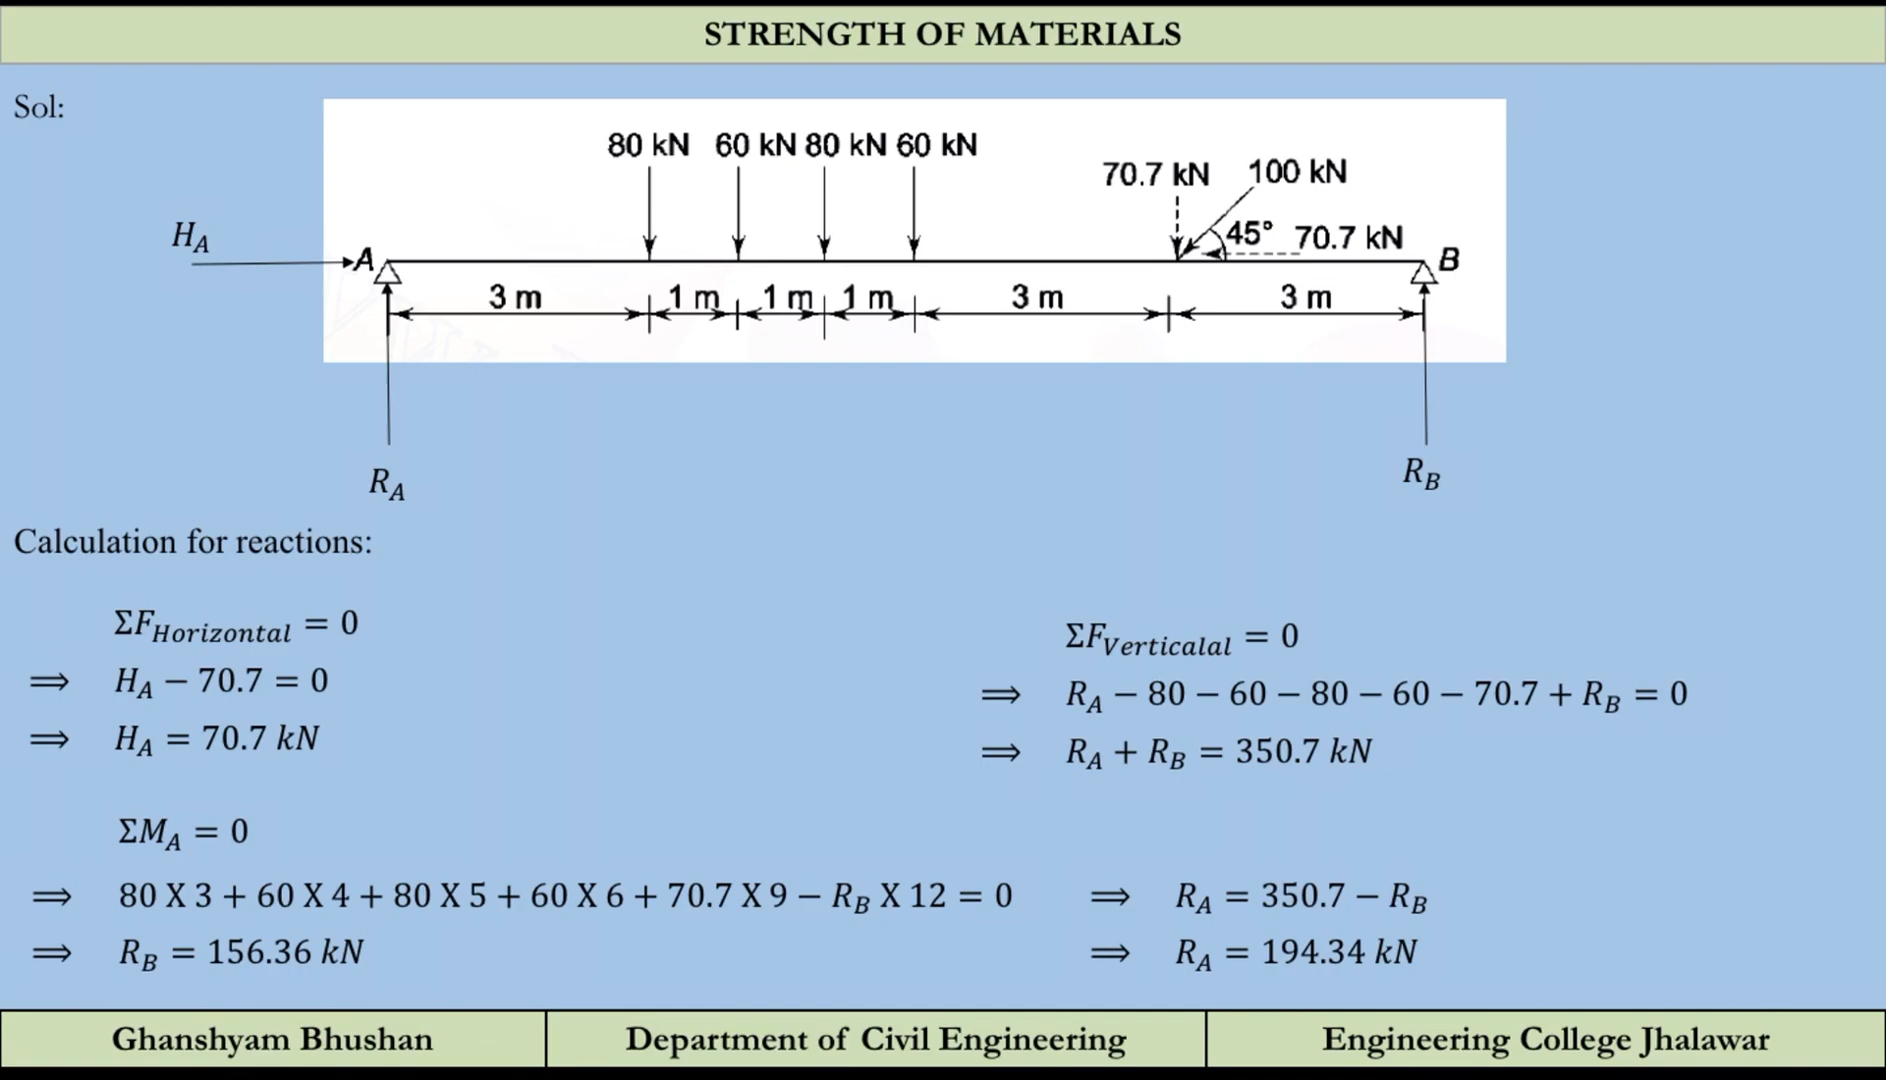 STRENGTH OF MATERIALS
Sol:
80 kN 60 kN 80 kN 60 kN
70.7 kN 100 kN
45° 70.7 kN
H_A
A
B
3 m 1 m 1 m 1 m 3 m 3 m
R_A
R_B
Calculation for reactions:
ΣF_Horizontal = 0
⟹ H_A − 70.7 = 0
⟹ H_A = 70.7 kN
ΣF_Verticalal = 0
⟹ R_A − 80 − 60 − 80 − 60 − 70.7 + R_B = 0
⟹ R_A + R_B = 350.7 kN
ΣM_A = 0
⟹ 80 X 3 + 60 X 4 + 80 X 5 + 60 X 6 + 70.7 X 9 − R_B X 12 = 0
⟹ R_B = 156.36 kN
⟹ R_A = 350.7 − R_B
⟹ R_A = 194.34 kN
Ghanshyam Bhushan
Department of Civil Engineering
Engineering College Jhalawar